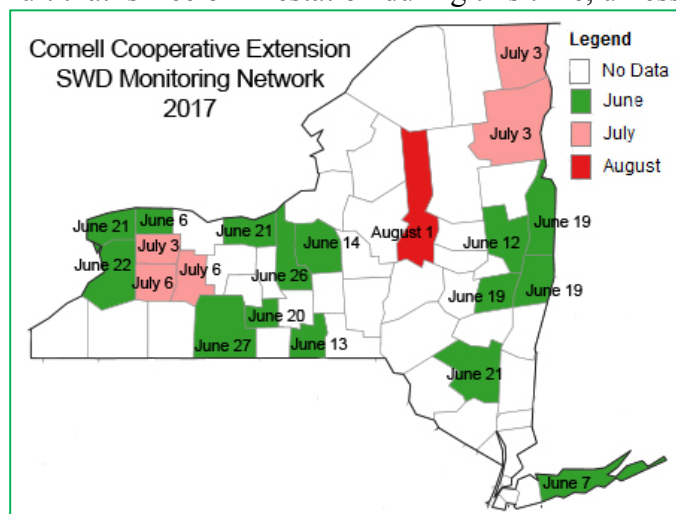 Cornell Cooperative Extension
SWD Monitoring Network
2017
Legend
No Data
June
July
August
July 3
July 3
June 21
June 6
June 21
June 19
July 3
August 1
June 14
June 12
June 22
July 6
July 6
June 26
June 19
June 19
June 20
June 27
June 13
June 21
June 7